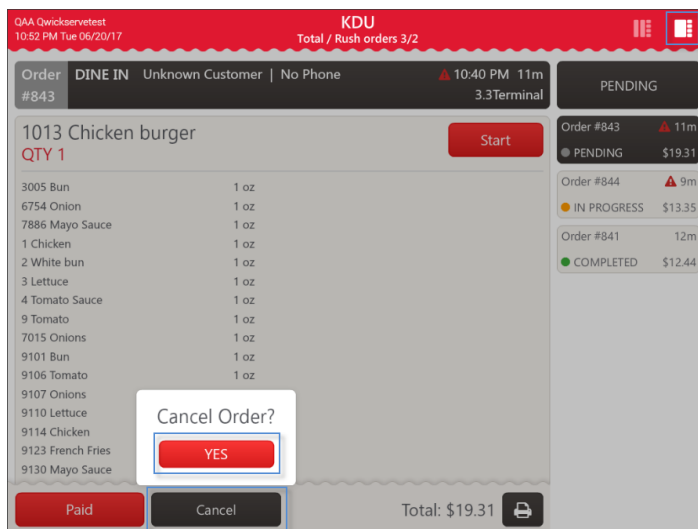 QAA Qwickservetest
10:52 PM Tue 06/20/17
KDU
Total / Rush orders 3/2
Order #843
DINE IN Unknown Customer | No Phone
10:40 PM 11m
3.3Terminal
1013 Chicken burger
QTY 1
Start
3005 Bun 1 oz
6754 Onion 1 oz
7886 Mayo Sauce 1 oz
1 Chicken 1 oz
2 White bun 1 oz
3 Lettuce 1 oz
4 Tomato Sauce 1 oz
9 Tomato 1 oz
7015 Onions 1 oz
9101 Bun 1 oz
9106 Tomato 1 oz
9107 Onions
9110 Lettuce
9114 Chicken
9123 French Fries
9130 Mayo Sauce
Cancel Order?
YES
Paid
Cancel
Total: $19.31
PENDING
Order #843 11m
PENDING $19.31
Order #844 9m
IN PROGRESS $13.35
Order #841 12m
COMPLETED $12.44